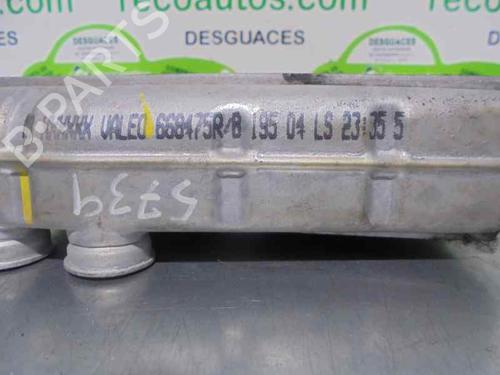 recoautos.com
DESGUACES
XXXXXX VALEO 668475R/B 195 04 LS 23:35 5
5739
B-PARTS